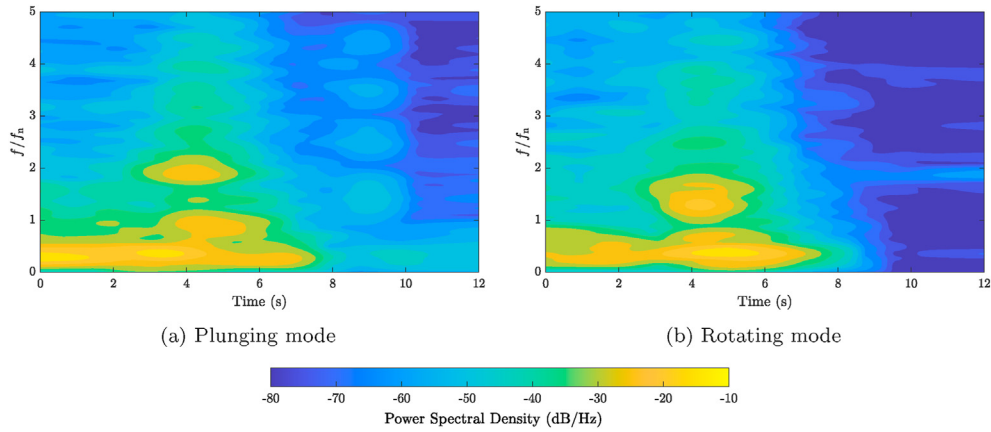 5
4
3
2
1
0
f/fn
0 2 4 6 8 10 12
Time (s)
(a) Plunging mode
5
4
3
2
1
0
f/fn
0 2 4 6 8 10 12
Time (s)
(b) Rotating mode
-80 -70 -60 -50 -40 -30 -20 -10
Power Spectral Density (dB/Hz)